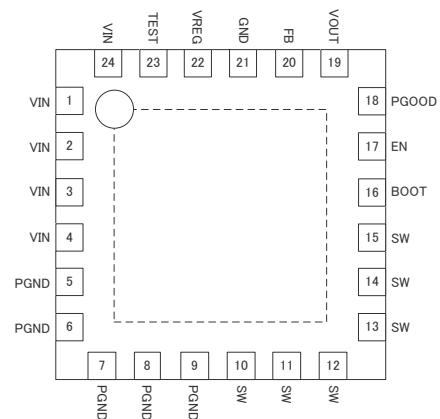 VIN TEST VREG GND FB VOUT
24 23 22 21 20 19
VIN 1
VIN 2
VIN 3
VIN 4
PGND 5
PGND 6
18 PGOOD
17 EN
16 BOOT
15 SW
14 SW
13 SW
7 8 9 10 11 12
PGND PGND PGND SW SW SW